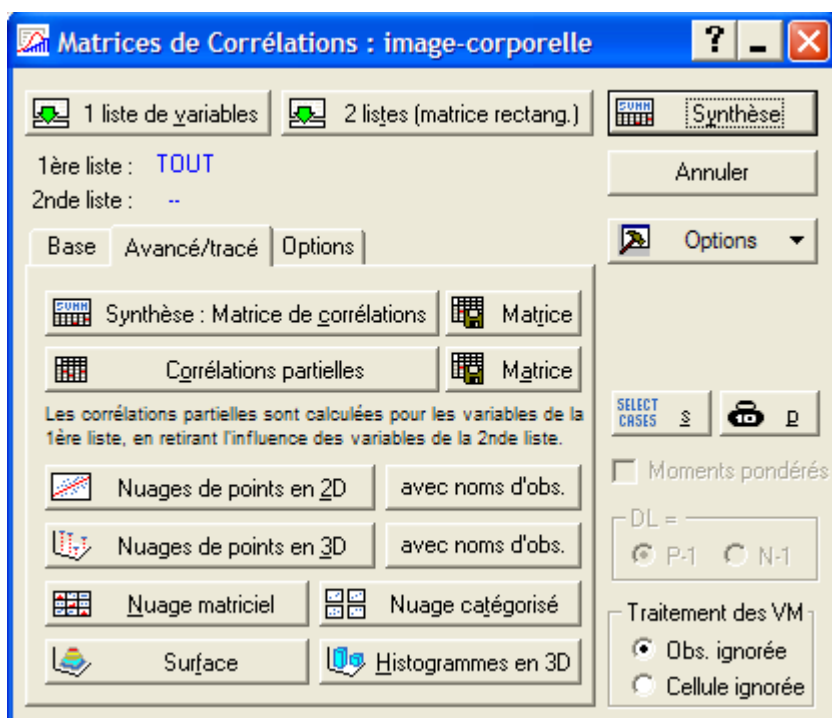 Matrices de Corrélations : image-corporelle
1 liste de variables
2 listes (matrice rectang.)
SUMM
Synthèse
1ère liste : TOUT
2nde liste : --
Annuler
Base
Avancé/tracé
Options
Options
SUMM
Synthèse : Matrice de corrélations
Matrice
Corrélations partielles
Matrice
Les corrélations partielles sont calculées pour les variables de la
1ère liste, en retirant l'influence des variables de la 2nde liste.
SELECT
CASES
S
D
Nuages de points en 2D
avec noms d'obs.
Moments pondérés
Nuages de points en 3D
avec noms d'obs.
DL =
P-1
N-1
Nuage matriciel
Nuage catégorisé
Traitement des VM
Surface
Histogrammes en 3D
Obs. ignorée
Cellule ignorée